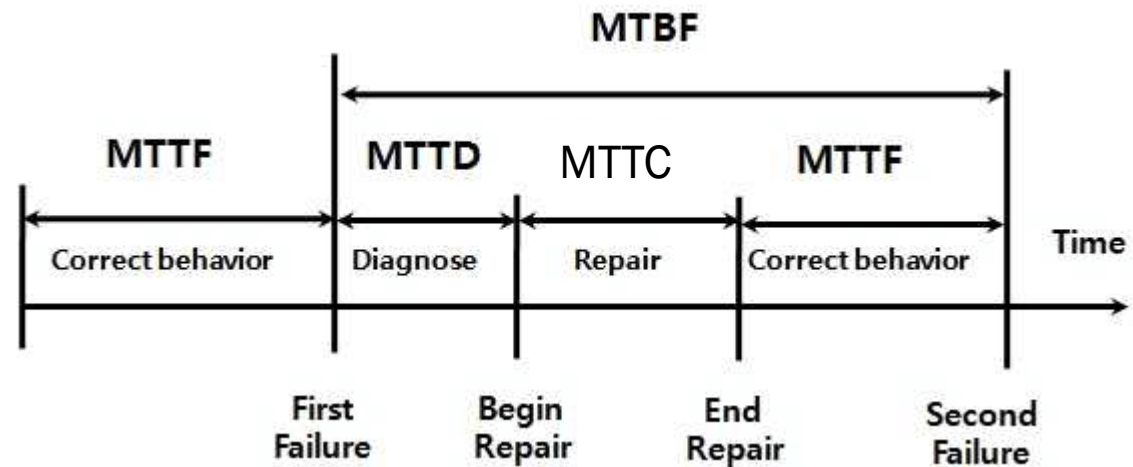 MTBF
MTTF MTTD MTTC MTTF
Correct behavior Diagnose Repair Correct behavior Time
First Failure
Begin Repair
End Repair
Second Failure